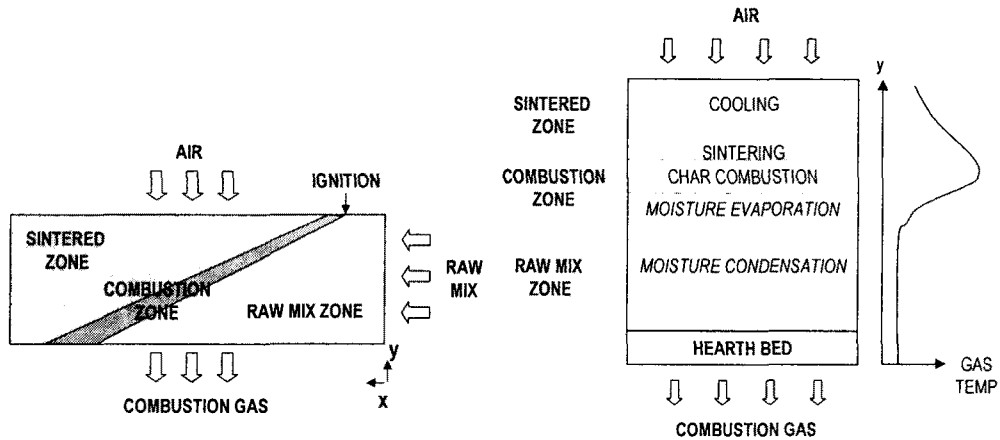 AIR
IGNITION
SINTERED
ZONE
COMBUSTION
ZONE
RAW MIX ZONE
RAW
MIX
y
x
COMBUSTION GAS
AIR
y
SINTERED
ZONE
COOLING
SINTERING
COMBUSTION
ZONE
CHAR COMBUSTION
MOISTURE EVAPORATION
RAW MIX
ZONE
MOISTURE CONDENSATION
HEARTH BED
GAS
TEMP
COMBUSTION GAS